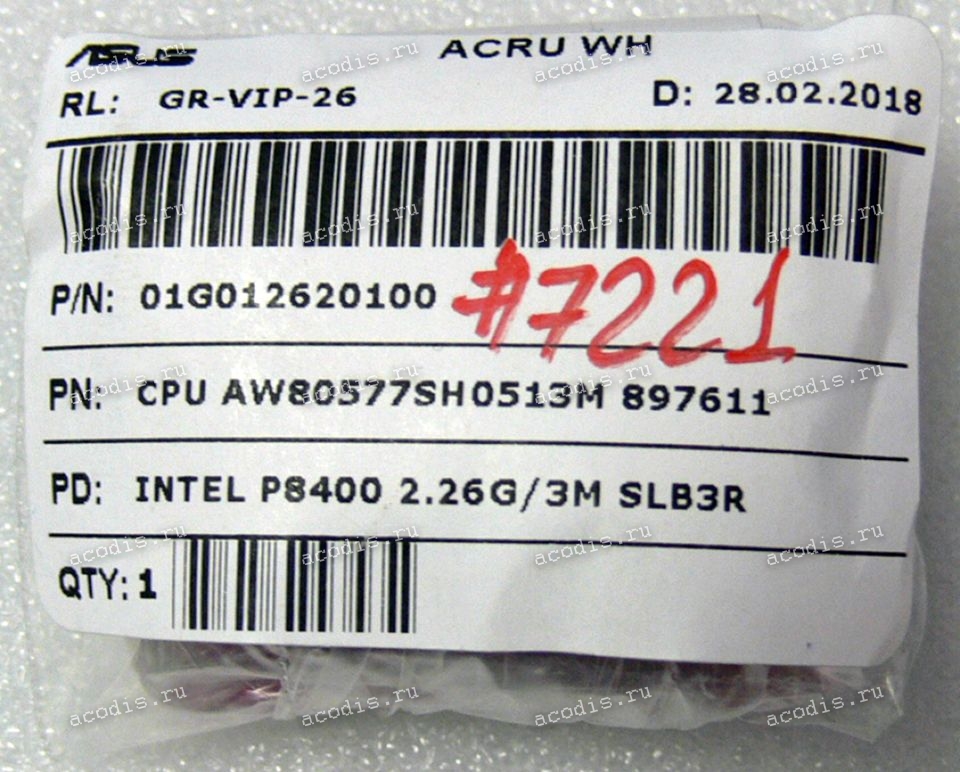 ASUS ACRU WH
RL: GR-VIP-26 D: 28.02.2018
P/N: 01G012620100 #7221
PN: CPU AW80577SH0513M 897611
PD: INTEL P8400 2.26G/3M SLB3R
QTY: 1
acodis.ru